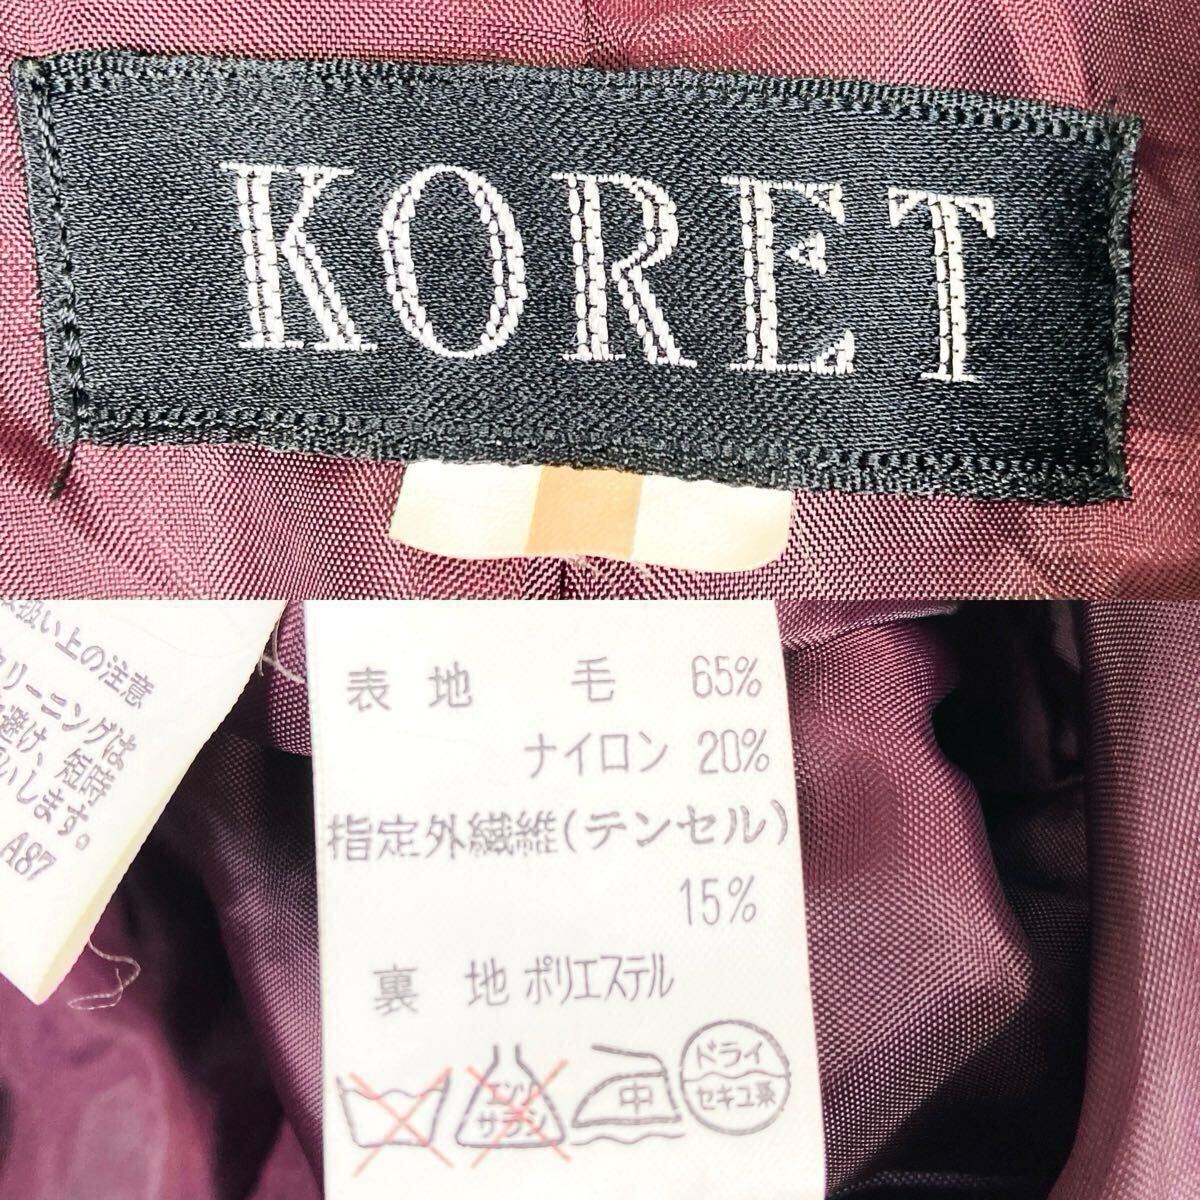 KORET
扱い上の注意
クリーニングは
避け、短時
いします。
A87
表 地 毛 65%
ナイロン 20%
指定外繊維(テンセル)
15%
裏 地 ポリエステル
エンソ
サラシ
中
ドライ
セキユ系